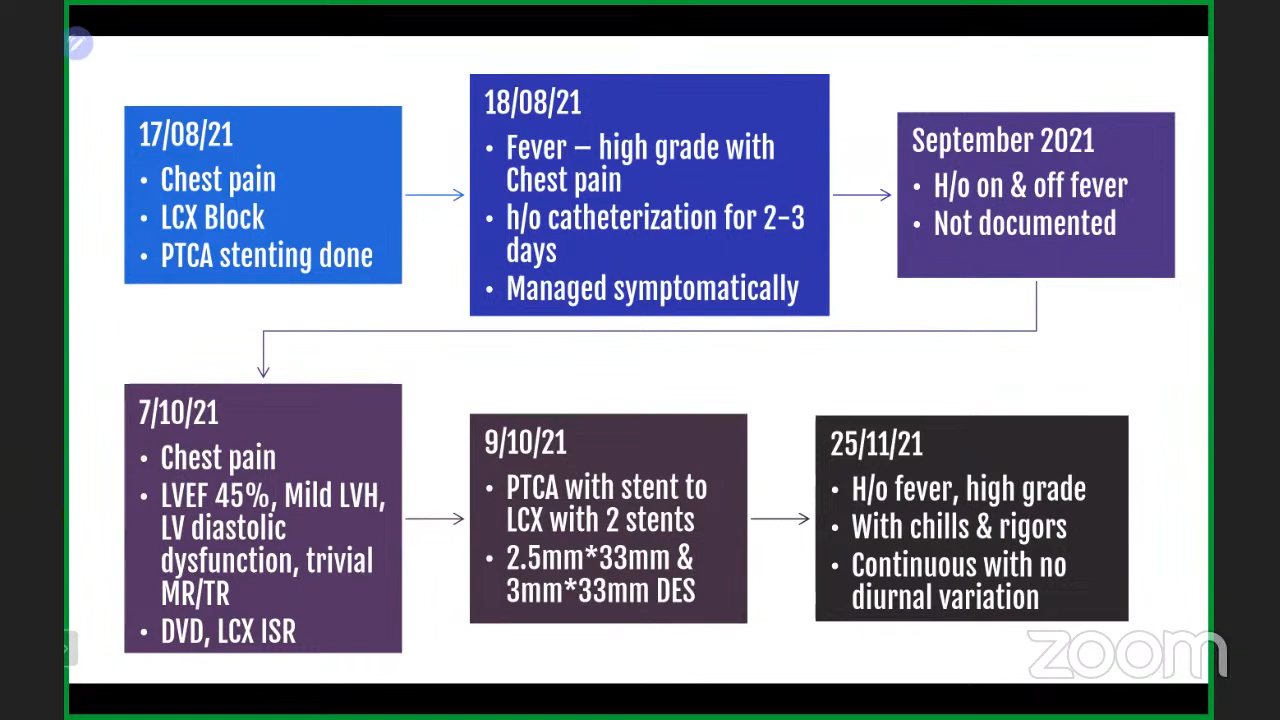 17/08/21
• Chest pain
• LCX Block
• PTCA stenting done
18/08/21
• Fever – high grade with
Chest pain
• h/o catheterization for 2-3
days
• Managed symptomatically
September 2021
• H/o on & off fever
• Not documented
7/10/21
• Chest pain
• LVEF 45%, Mild LVH,
LV diastolic
dysfunction, trivial
MR/TR
• DVD, LCX ISR
9/10/21
• PTCA with stent to
LCX with 2 stents
• 2.5mm*33mm &
3mm*33mm DES
25/11/21
• H/o fever, high grade
• With chills & rigors
• Continuous with no
diurnal variation
zoom